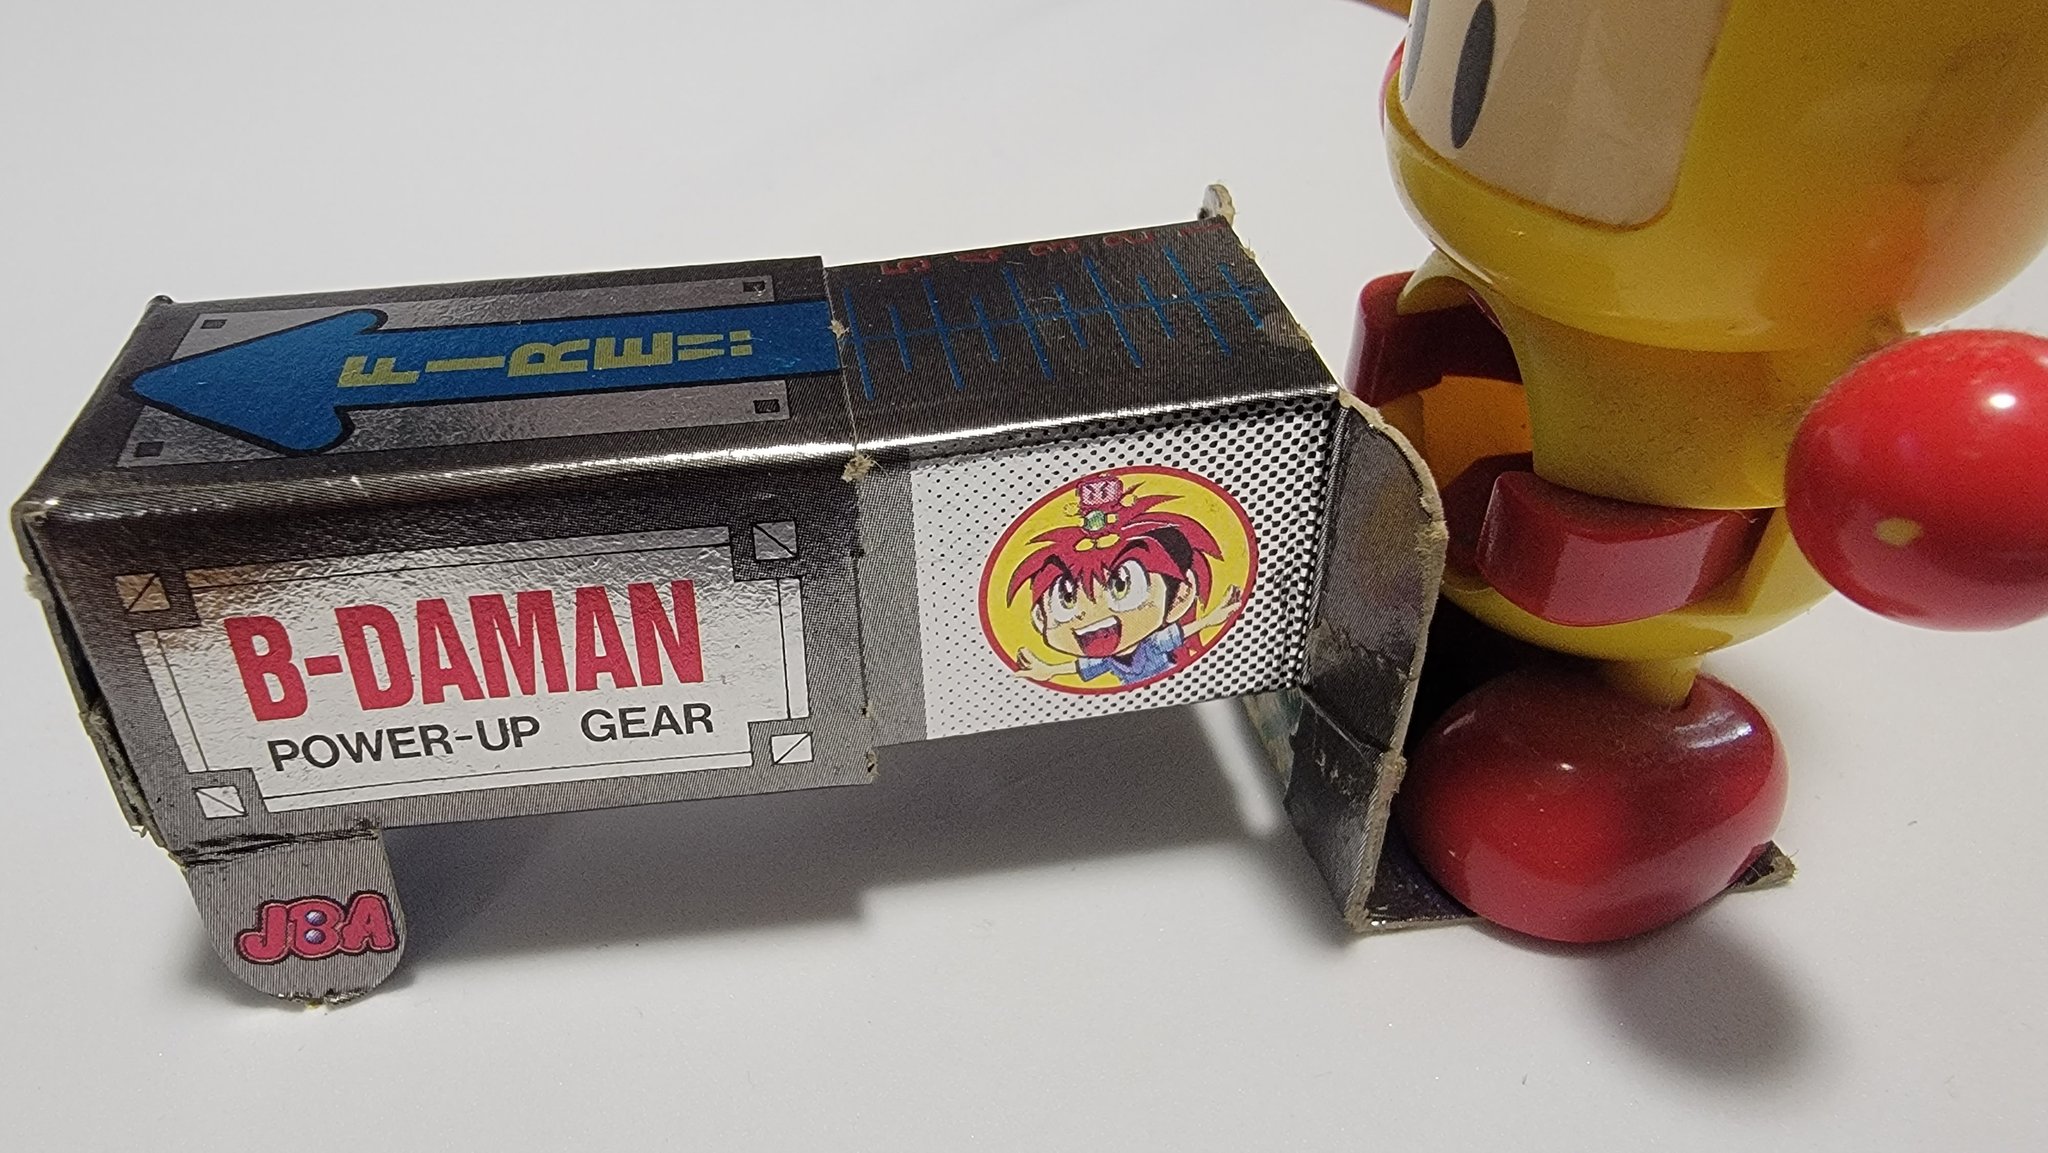 FIRE!!
5 4 3 2 1
B-DAMAN
POWER-UP GEAR
JBA